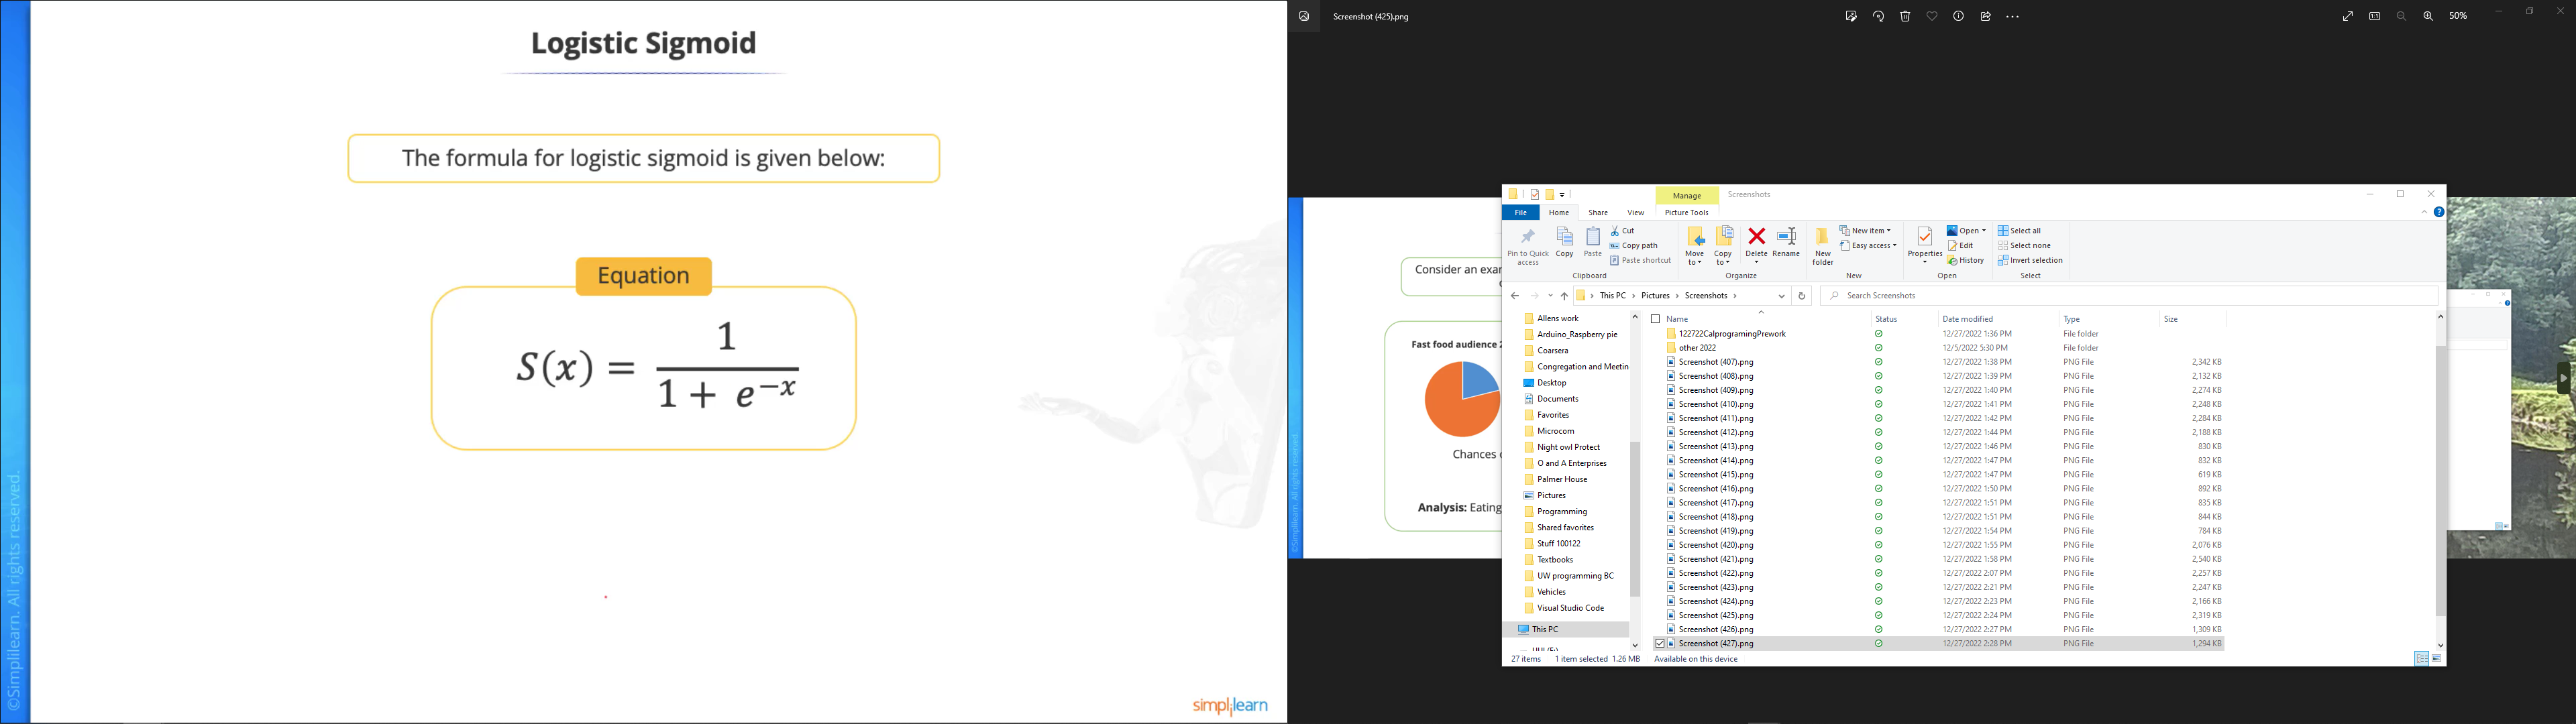 Logistic Sigmoid
The formula for logistic sigmoid is given below:
Equation
S(x) = 1 / (1 + e^−x)
©Simplilearn. All rights reserved.
simplilearn
Screenshot (425).png
50%
Consider an exar
Fast food audience 2
Chances
Analysis: Eating
©Simplilearn. All rights reserved.
Manage
Screenshots
File
Home
Share
View
Picture Tools
Pin to Quick access
Copy
Paste
Cut
Copy path
Paste shortcut
Clipboard
Move to
Copy to
Delete
Rename
Organize
New folder
New item
Easy access
New
Properties
Open
Edit
History
Open
Select all
Select none
Invert selection
Select
This PC > Pictures > Screenshots >
Search Screenshots
Allens work
Arduino_Raspberry pie
Coarsera
Congregation and Meetin
Desktop
Documents
Favorites
Microcom
Night owl Protect
O and A Enterprises
Palmer House
Pictures
Programming
Shared favorites
Stuff 100122
Textbooks
UW programming BC
Vehicles
Visual Studio Code
This PC
Name Status Date modified Type Size
122722CalprogramingPrework 12/27/2022 1:36 PM File folder
other 2022 12/5/2022 5:30 PM File folder
Screenshot (407).png 12/27/2022 1:38 PM PNG File 2,342 KB
Screenshot (408).png 12/27/2022 1:39 PM PNG File 2,132 KB
Screenshot (409).png 12/27/2022 1:40 PM PNG File 2,274 KB
Screenshot (410).png 12/27/2022 1:41 PM PNG File 2,248 KB
Screenshot (411).png 12/27/2022 1:42 PM PNG File 2,284 KB
Screenshot (412).png 12/27/2022 1:44 PM PNG File 2,188 KB
Screenshot (413).png 12/27/2022 1:46 PM PNG File 830 KB
Screenshot (414).png 12/27/2022 1:47 PM PNG File 832 KB
Screenshot (415).png 12/27/2022 1:47 PM PNG File 619 KB
Screenshot (416).png 12/27/2022 1:50 PM PNG File 892 KB
Screenshot (417).png 12/27/2022 1:51 PM PNG File 835 KB
Screenshot (418).png 12/27/2022 1:51 PM PNG File 844 KB
Screenshot (419).png 12/27/2022 1:54 PM PNG File 784 KB
Screenshot (420).png 12/27/2022 1:55 PM PNG File 2,076 KB
Screenshot (421).png 12/27/2022 1:58 PM PNG File 2,540 KB
Screenshot (422).png 12/27/2022 2:07 PM PNG File 2,257 KB
Screenshot (423).png 12/27/2022 2:21 PM PNG File 2,247 KB
Screenshot (424).png 12/27/2022 2:23 PM PNG File 2,166 KB
Screenshot (425).png 12/27/2022 2:24 PM PNG File 2,319 KB
Screenshot (426).png 12/27/2022 2:27 PM PNG File 1,309 KB
Screenshot (427).png 12/27/2022 2:28 PM PNG File 1,294 KB
27 items 1 item selected 1.26 MB Available on this device